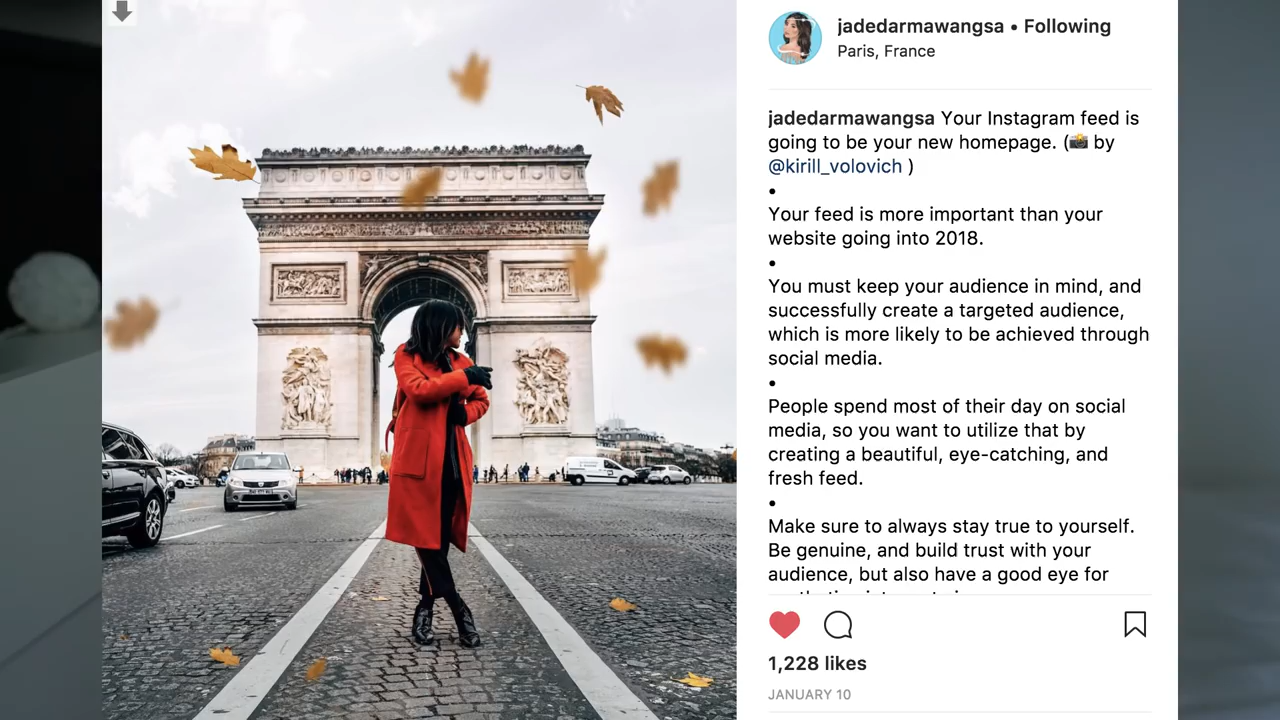 jadedarmawangsa • Following
Paris, France
jadedarmawangsa Your Instagram feed is
going to be your new homepage. (📸 by
@kirill_volovich )
•
Your feed is more important than your
website going into 2018.
•
You must keep your audience in mind, and
successfully create a targeted audience,
which is more likely to be achieved through
social media.
•
People spend most of their day on social
media, so you want to utilize that by
creating a beautiful, eye-catching, and
fresh feed.
•
Make sure to always stay true to yourself.
Be genuine, and build trust with your
audience, but also have a good eye for
1,228 likes
JANUARY 10